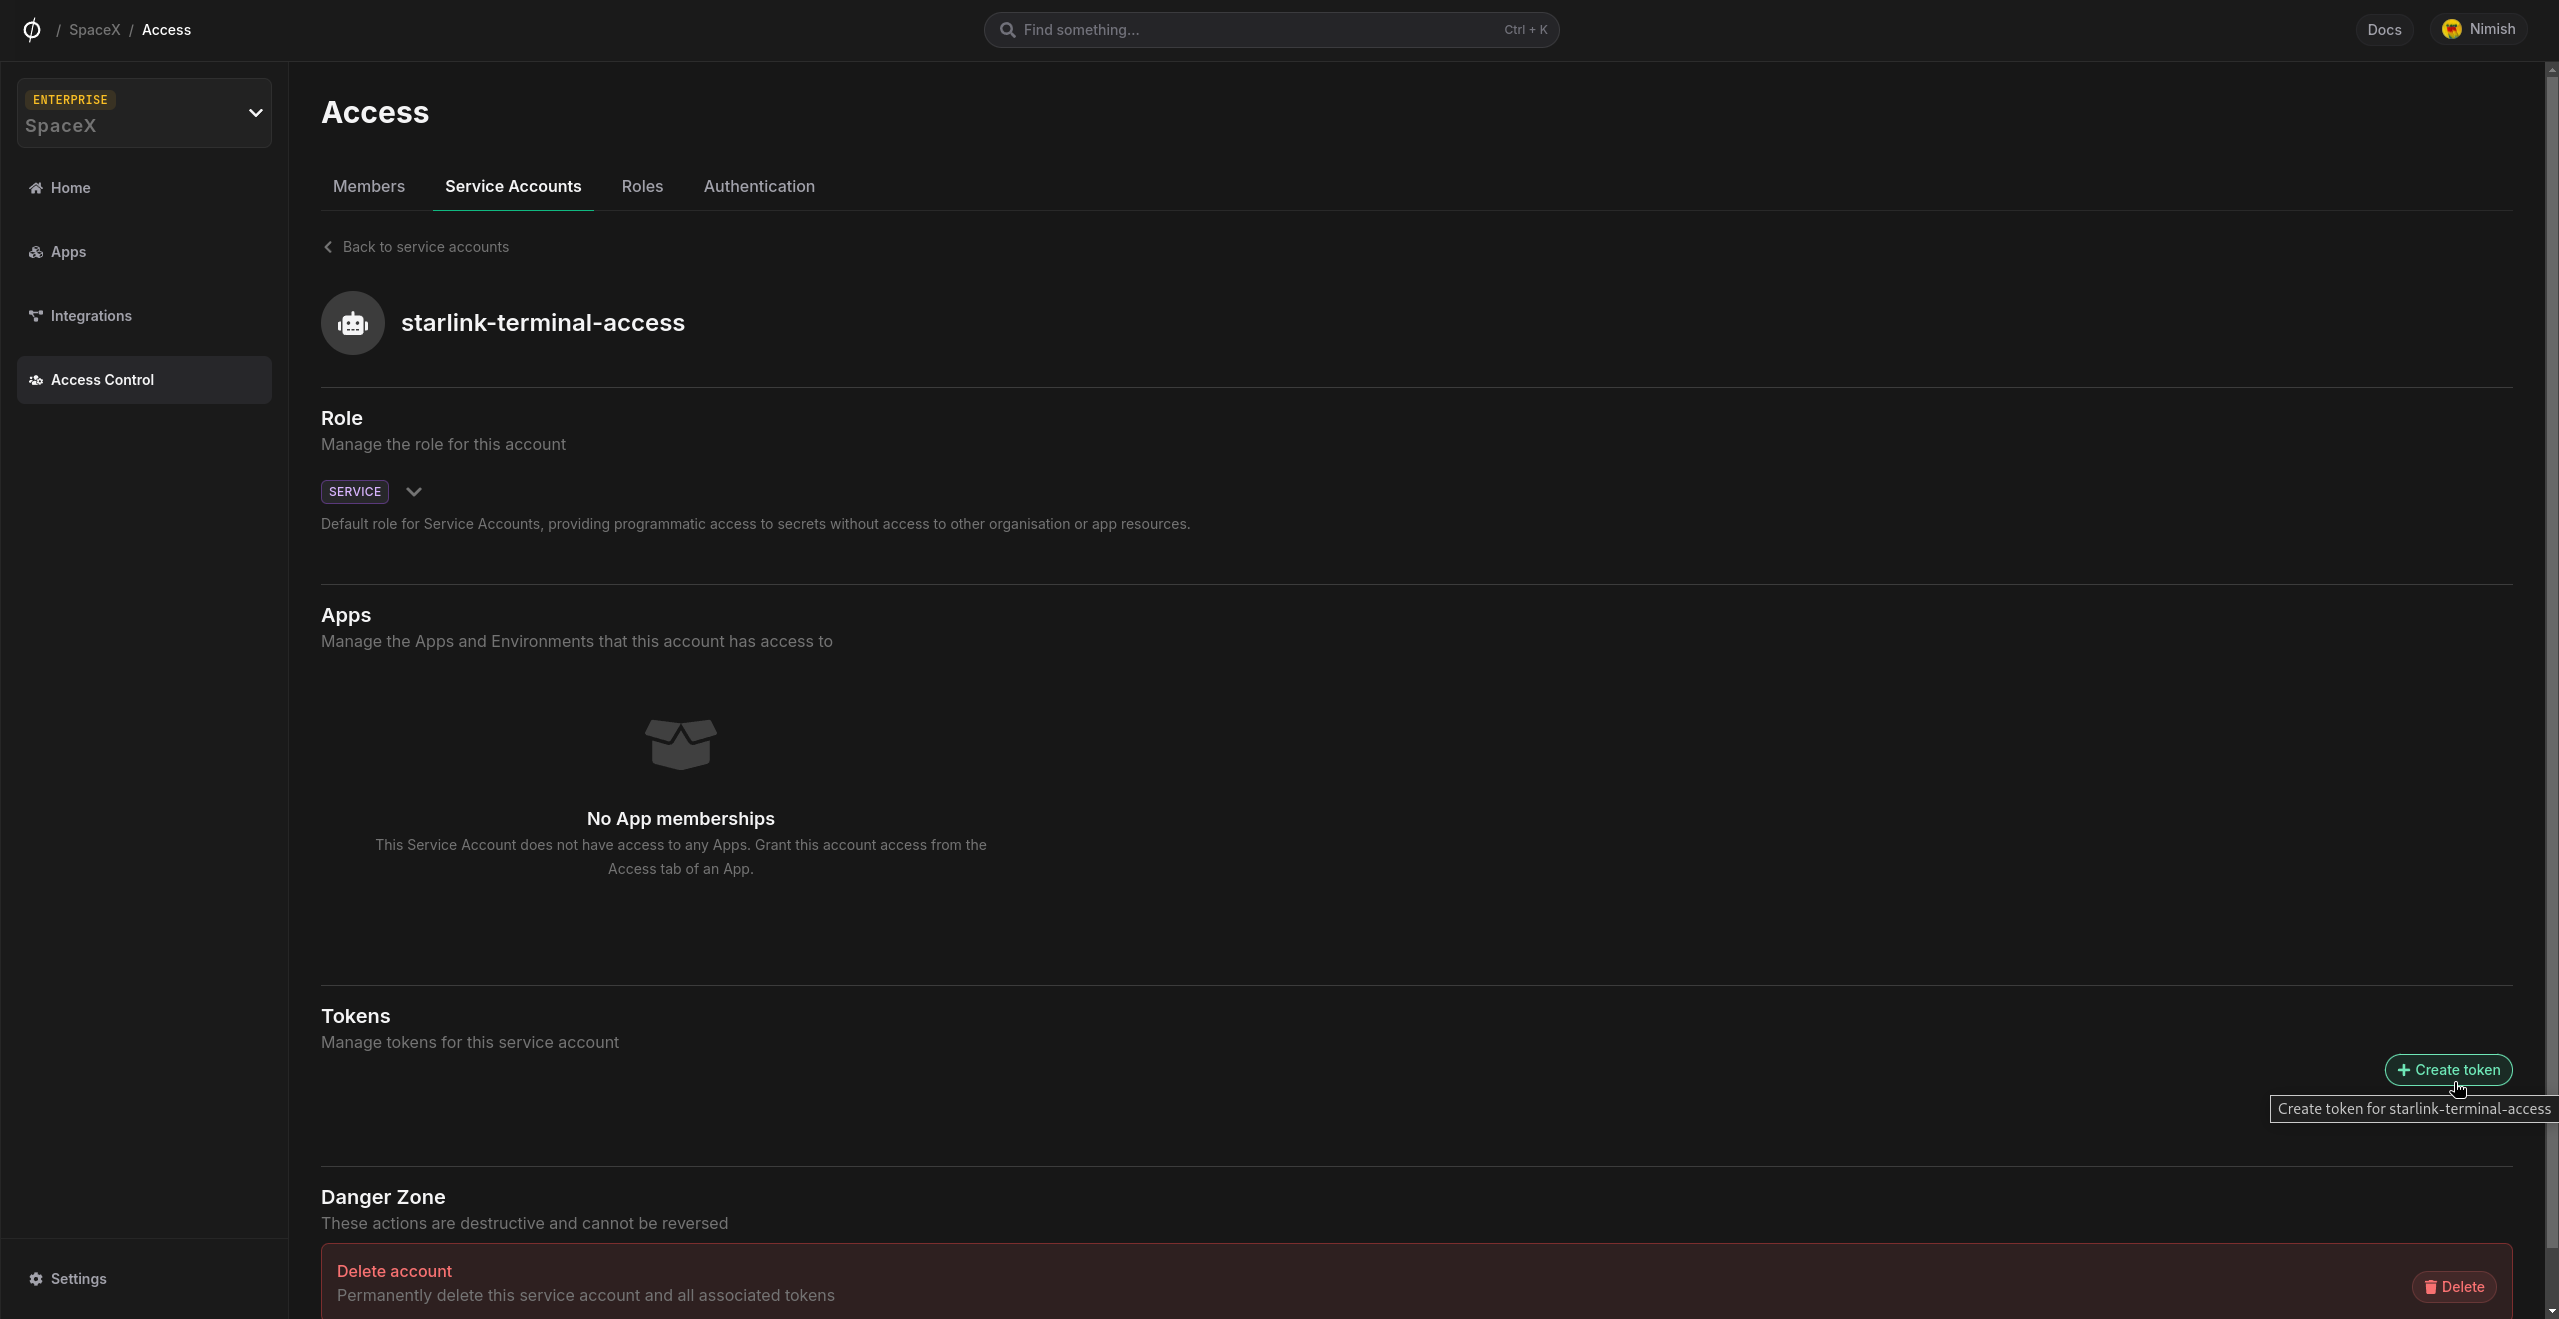 / SpaceX / Access
Find something...
Ctrl + K
Docs
Nimish
ENTERPRISE
SpaceX
Home
Apps
Integrations
Access Control
Settings
Access
Members
Service Accounts
Roles
Authentication
Back to service accounts
starlink-terminal-access
Role
Manage the role for this account
SERVICE
Default role for Service Accounts, providing programmatic access to secrets without access to other organisation or app resources.
Apps
Manage the Apps and Environments that this account has access to
No App memberships
This Service Account does not have access to any Apps. Grant this account access from the
Access tab of an App.
Tokens
Manage tokens for this service account
Create token
Create token for starlink-terminal-access
Danger Zone
These actions are destructive and cannot be reversed
Delete account
Permanently delete this service account and all associated tokens
Delete